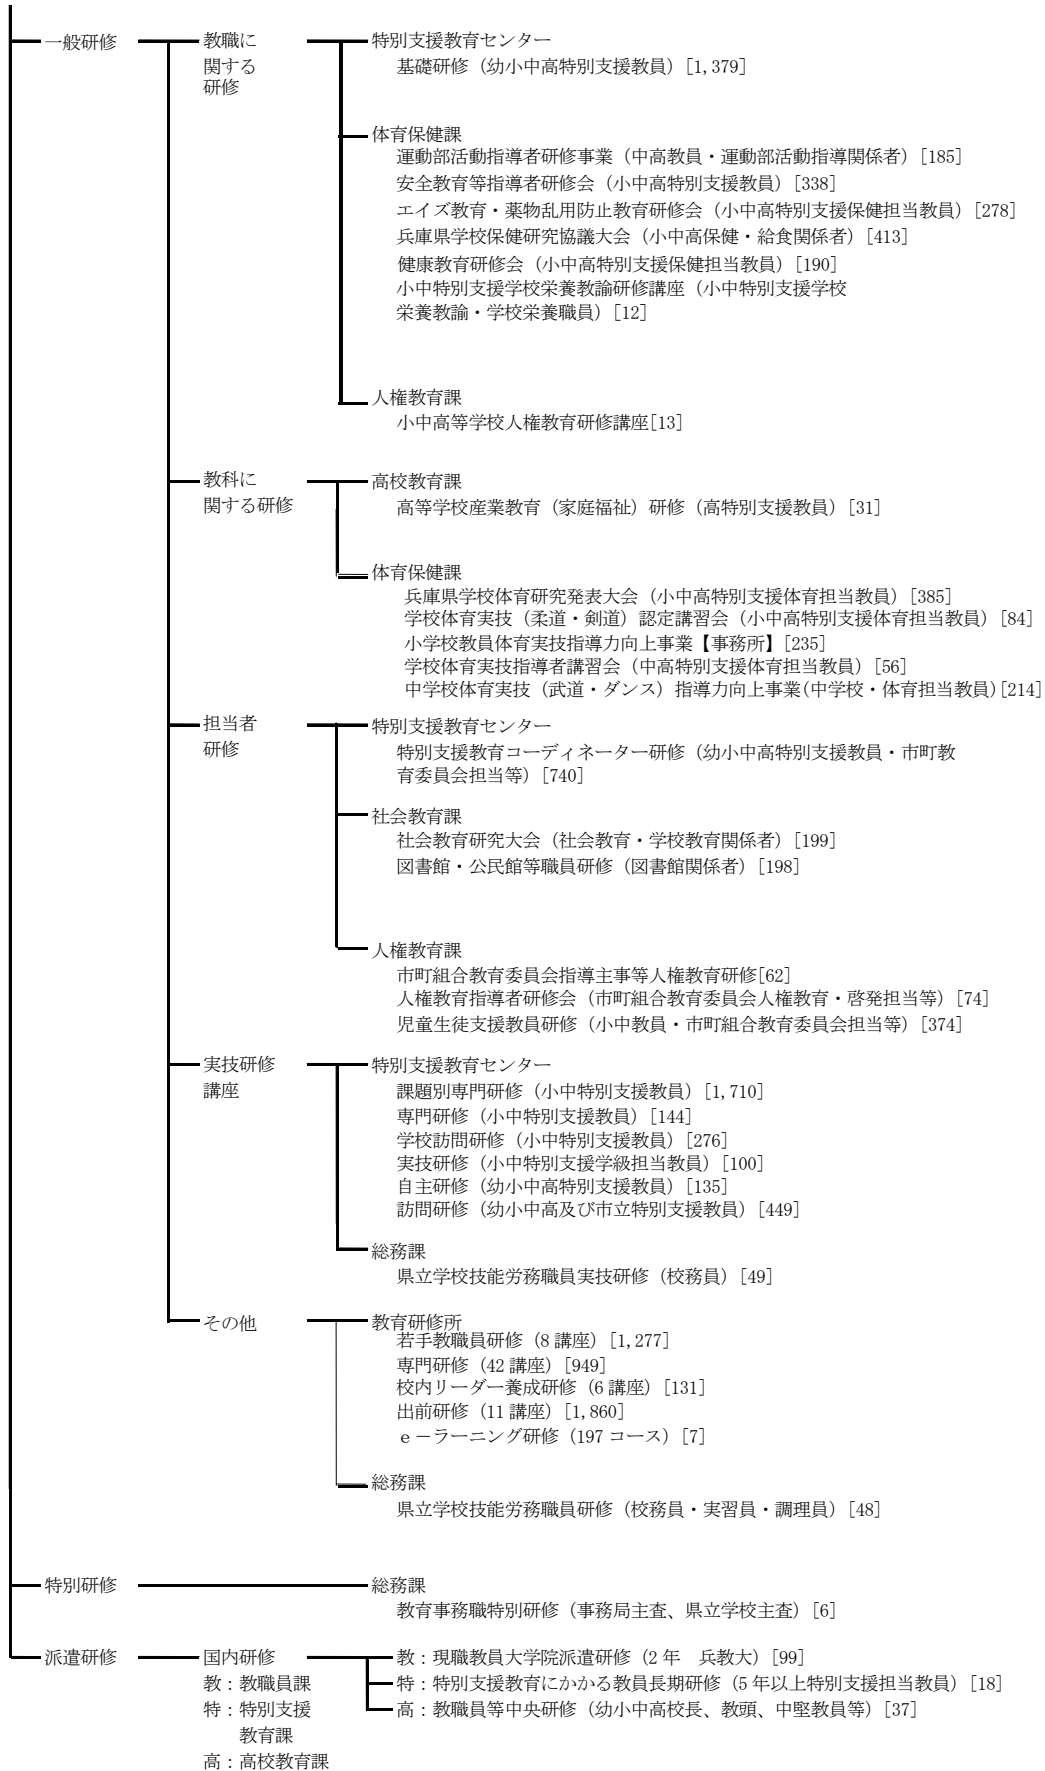 一般研修
教職に
関する
研修
特別支援教育センター
基礎研修（幼小中高特別支援教員）[1,379]
体育保健課
運動部活動指導者研修事業（中高教員・運動部活動指導関係者）[185]
安全教育等指導者研修会（小中高特別支援教員）[338]
エイズ教育・薬物乱用防止教育研修会（小中高特別支援保健担当教員）[278]
兵庫県学校保健研究協議大会（小中高保健・給食関係者）[413]
健康教育研修会（小中高特別支援保健担当教員）[190]
小中特別支援学校栄養教諭研修講座（小中特別支援学校
栄養教諭・学校栄養職員）[12]
人権教育課
小中高等学校人権教育研修講座[13]
教科に
関する研修
高校教育課
高等学校産業教育（家庭福祉）研修（高特別支援教員）[31]
体育保健課
兵庫県学校体育研究発表大会（小中高特別支援体育担当教員）[385]
学校体育実技（柔道・剣道）認定講習会（小中高特別支援体育担当教員）[84]
小学校教員体育実技指導力向上事業【事務所】[235]
学校体育実技指導者講習会（中高特別支援体育担当教員）[56]
中学校体育実技（武道・ダンス）指導力向上事業(中学校・体育担当教員)[214]
担当者
研修
特別支援教育センター
特別支援教育コーディネーター研修（幼小中高特別支援教員・市町教
育委員会担当等）[740]
社会教育課
社会教育研究大会（社会教育・学校教育関係者）[199]
図書館・公民館等職員研修（図書館関係者）[198]
人権教育課
市町組合教育委員会指導主事等人権教育研修[62]
人権教育指導者研修会（市町組合教育委員会人権教育・啓発担当等）[74]
児童生徒支援教員研修（小中教員・市町組合教育委員会担当等）[374]
実技研修
講座
特別支援教育センター
課題別専門研修（小中特別支援教員）[1,710]
専門研修（小中特別支援教員）[144]
学校訪問研修（小中特別支援教員）[276]
実技研修（小中特別支援学級担当教員）[100]
自主研修（幼小中高特別支援教員）[135]
訪問研修（幼小中高及び市立特別支援教員）[449]
総務課
県立学校技能労務職員実技研修（校務員）[49]
その他
教育研修所
若手教職員研修（8 講座）[1,277]
専門研修（42 講座）[949]
校内リーダー養成研修（6 講座）[131]
出前研修（11 講座）[1,860]
ｅ－ラーニング研修（197 コース）[7]
総務課
県立学校技能労務職員研修（校務員・実習員・調理員）[48]
特別研修
総務課
教育事務職特別研修（事務局主査、県立学校主査）[6]
派遣研修
国内研修
教：教職員課
特：特別支援
教育課
高：高校教育課
教：現職教員大学院派遣研修（2 年　兵教大）[99]
特：特別支援教育にかかる教員長期研修（5 年以上特別支援担当教員）[18]
高：教職員等中央研修（幼小中高校長、教頭、中堅教員等）[37]